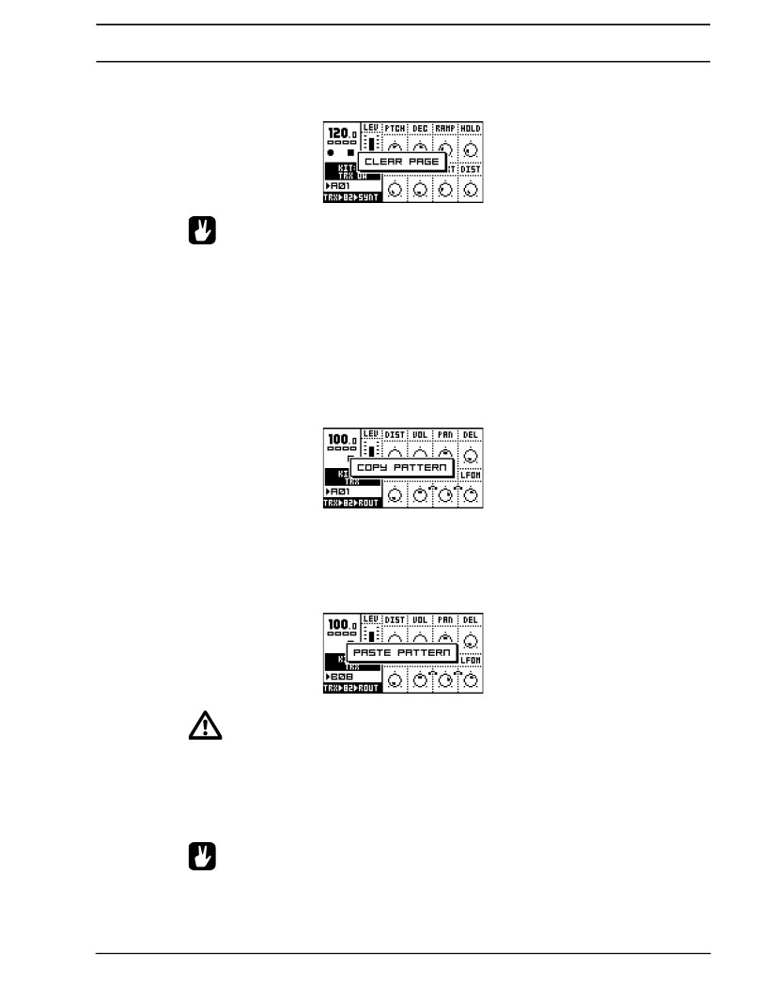 120.0 LEV PTCH DEC RAMP HOLD
CLEAR PAGE
DIST
TRX
A01
TRX▶B2▶SYNT
100.0 LEV DIST VOL PAN DEL
COPY PATTERN
LFOM
TRX
A01
TRX▶B2▶ROUT
100.0 LEV DIST VOL PAN DEL
PASTE PATTERN
LFOM
TRX
B08
TRX▶B2▶ROUT